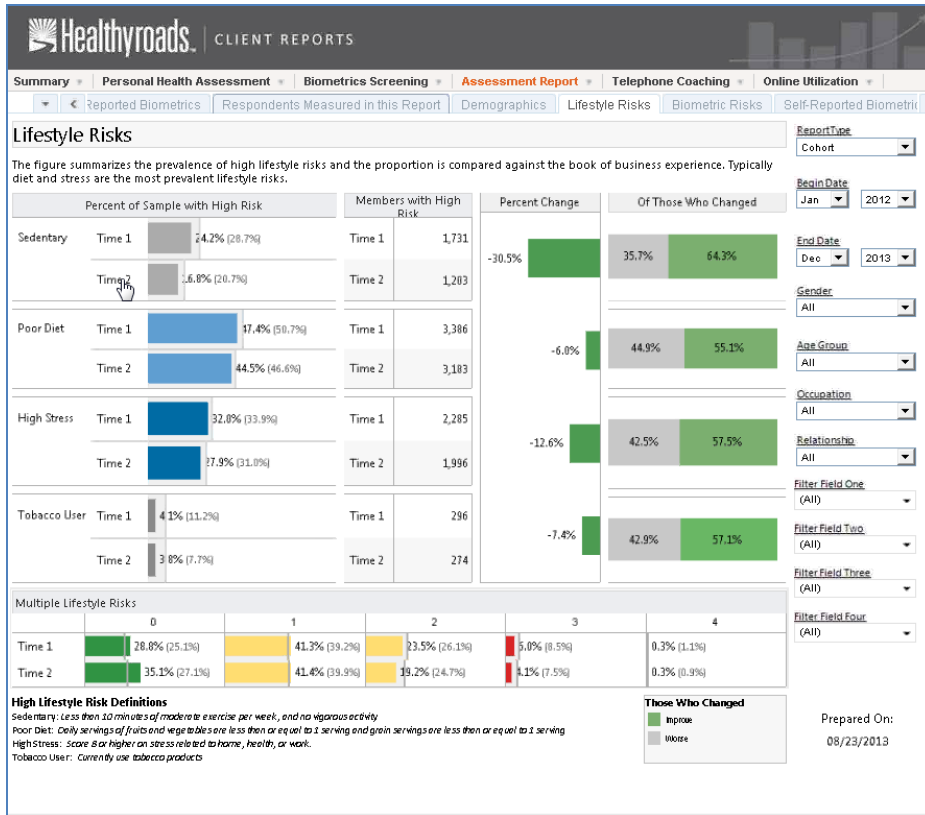 Healthyroads. | CLIENT REPORTS
Summary Personal Health Assessment Biometrics Screening Assessment Report Telephone Coaching Online Utilization
Reported Biometrics Respondents Measured in this Report Demographics Lifestyle Risks Biometric Risks Self-Reported Biometric
Lifestyle Risks
The figure summarizes the prevalence of high lifestyle risks and the proportion is compared against the book of business experience. Typically
diet and stress are the most prevalent lifestyle risks.
Percent of Sample with High Risk Members with High Risk Percent Change Of Those Who Changed
Sedentary Time 1 24.2% (28.7%) Time 1 1,731
-30.5% 35.7% 64.3%
Time 2 16.8% (20.7%) Time 2 1,203
Poor Diet Time 1 47.4% (50.7%) Time 1 3,386
-6.0% 44.9% 55.1%
Time 2 44.5% (46.6%) Time 2 3,183
High Stress Time 1 32.0% (33.9%) Time 1 2,285
-12.6% 42.5% 57.5%
Time 2 27.9% (31.0%) Time 2 1,996
Tobacco User Time 1 4.1% (11.2%) Time 1 296
-7.4% 42.9% 57.1%
Time 2 3.8% (7.7%) Time 2 274
Multiple Lifestyle Risks
0 1 2 3 4
Time 1 28.8% (25.1%) 41.3% (39.2%) 23.5% (26.1%) 6.0% (8.5%) 0.3% (1.1%)
Time 2 35.1% (27.1%) 41.4% (39.9%) 19.2% (24.7%) 4.1% (7.5%) 0.3% (0.9%)
High Lifestyle Risk Definitions
Sedentary: Less than 10 minutes of moderate exercise per week, and no vigorous activity
Poor Diet: Daily servings of fruits and vegetables are less than or equal to 1 serving and grain servings are less than or equal to 1 serving
High Stress: Score 8 or higher on stress related to home, health, or work.
Tobacco User: Currently use tobacco products
Those Who Changed
Improve
Worse
ReportType
Cohort
Begin Date
Jan 2012
End Date
Dec 2013
Gender
All
Age Group
All
Occupation
All
Relationship
All
Filter Field One
(All)
Filter Field Two
(All)
Filter Field Three
(All)
Filter Field Four
(All)
Prepared On:
08/23/2013